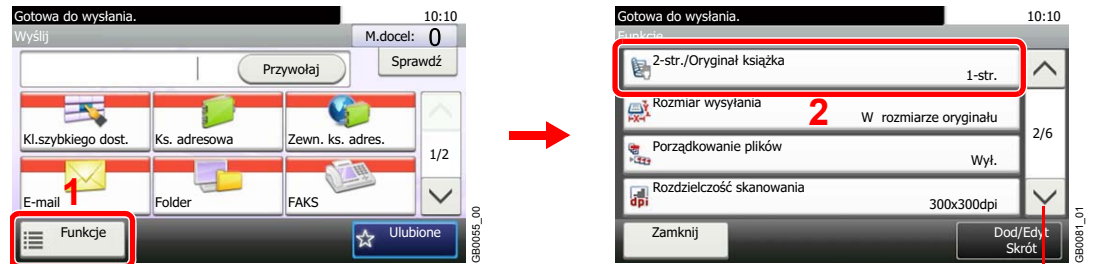 Gotowa do wysłania.
10:10
Wyślij
M.docel: 0
Przywołaj
Sprawdź
Kl.szybkiego dost.
Ks. adresowa
Zewn. ks. adres.
1/2
E-mail
1
Folder
FAKS
Funkcje
Ulubione
GB0055_00
Gotowa do wysłania.
10:10
Funkcje
2-str./Oryginał książka
1-str.
Rozmiar wysyłania
2
W rozmiarze oryginału
2/6
Porządkowanie plików
Wył.
Rozdzielczość skanowania
dpi
300x300dpi
Zamknij
Dod/Edyt
Skrót
GB0081_01